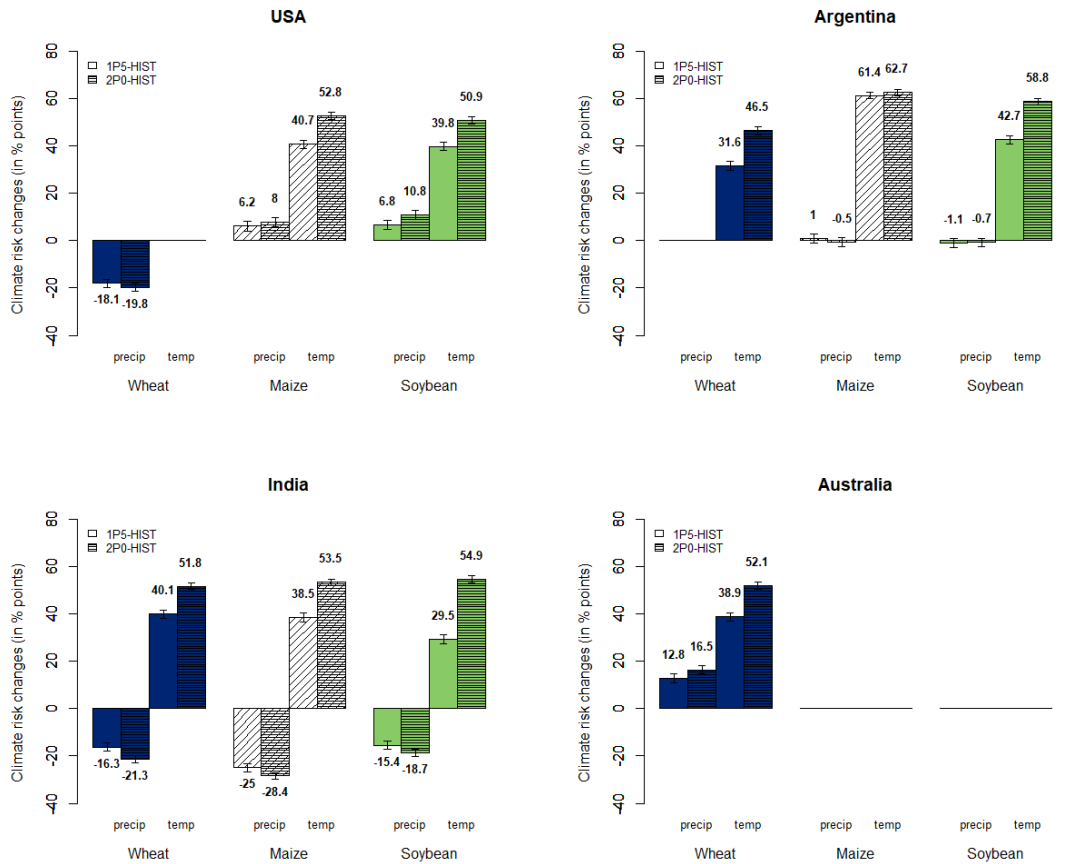 USA
Climate risk changes (in % points)
80
60
40
20
0
-20
-40
1P5-HIST
2P0-HIST
-18.1
-19.8
6.2
8
40.7
52.8
6.8
10.8
39.8
50.9
precip temp precip temp precip temp
Wheat Maize Soybean
Argentina
Climate risk changes (in % points)
80
60
40
20
0
-20
-40
1P5-HIST
2P0-HIST
31.6
46.5
1
-0.5
61.4
62.7
-1.1
-0.7
42.7
58.8
precip temp precip temp precip temp
Wheat Maize Soybean
India
Climate risk changes (in % points)
80
60
40
20
0
-20
-40
1P5-HIST
2P0-HIST
-16.3
-21.3
40.1
51.8
-25
-28.4
38.5
53.5
-15.4
-18.7
29.5
54.9
precip temp precip temp precip temp
Wheat Maize Soybean
Australia
Climate risk changes (in % points)
80
60
40
20
0
-20
-40
1P5-HIST
2P0-HIST
12.8
16.5
38.9
52.1
precip temp precip temp precip temp
Wheat Maize Soybean